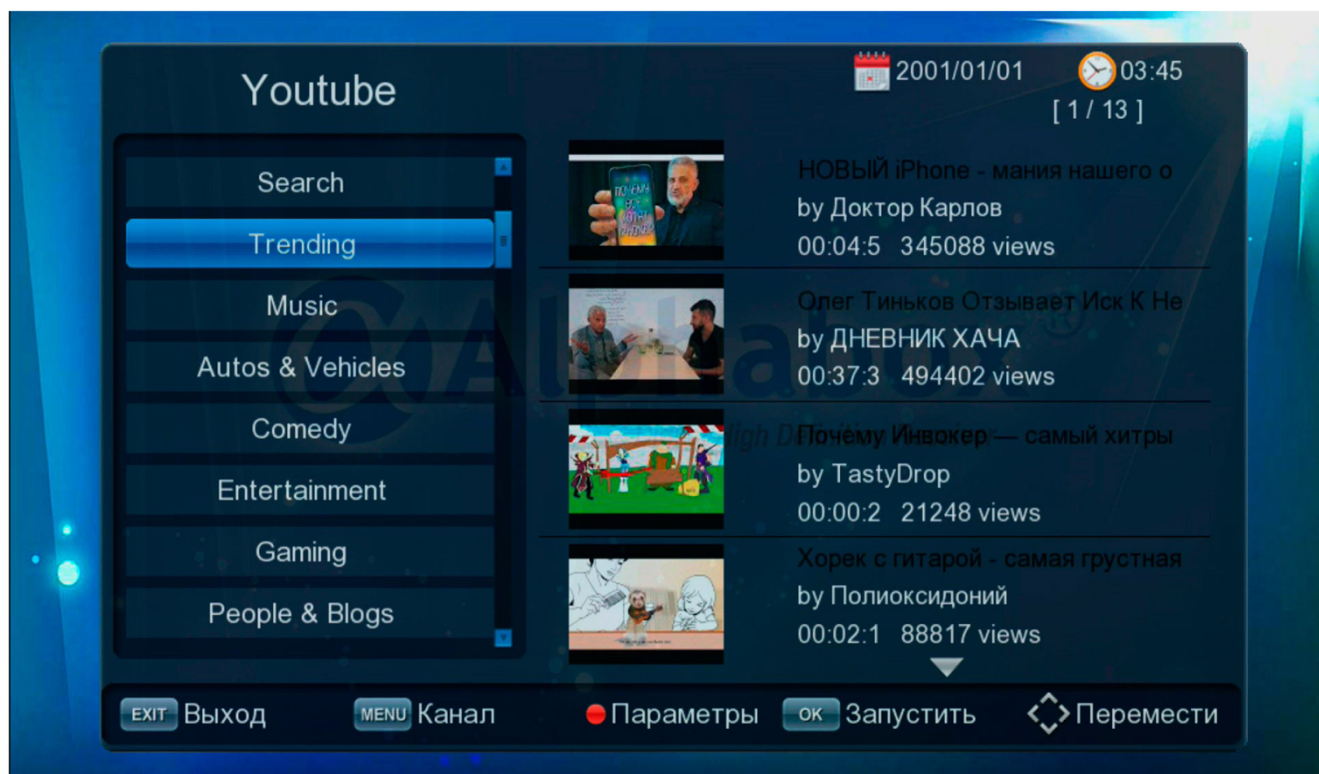 Youtube
2001/01/01
03:45
[ 1 / 13 ]
Search
Trending
Music
Autos & Vehicles
Comedy
Entertainment
Gaming
People & Blogs
НОВЫЙ iPhone - мания нашего о
by Доктор Карлов
00:04:5 345088 views
Олег Тиньков Отзывает Иск К Не
by ДНЕВНИК ХАЧА
00:37:3 494402 views
Почему Инвокер — самый хитры
by TastyDrop
00:00:2 21248 views
Хорек с гитарой - самая грустная
by Полиоксидоний
00:02:1 88817 views
Alphabox ®
High Definition
EXIT Выход
MENU Канал
Параметры
OK Запустить
Перемести